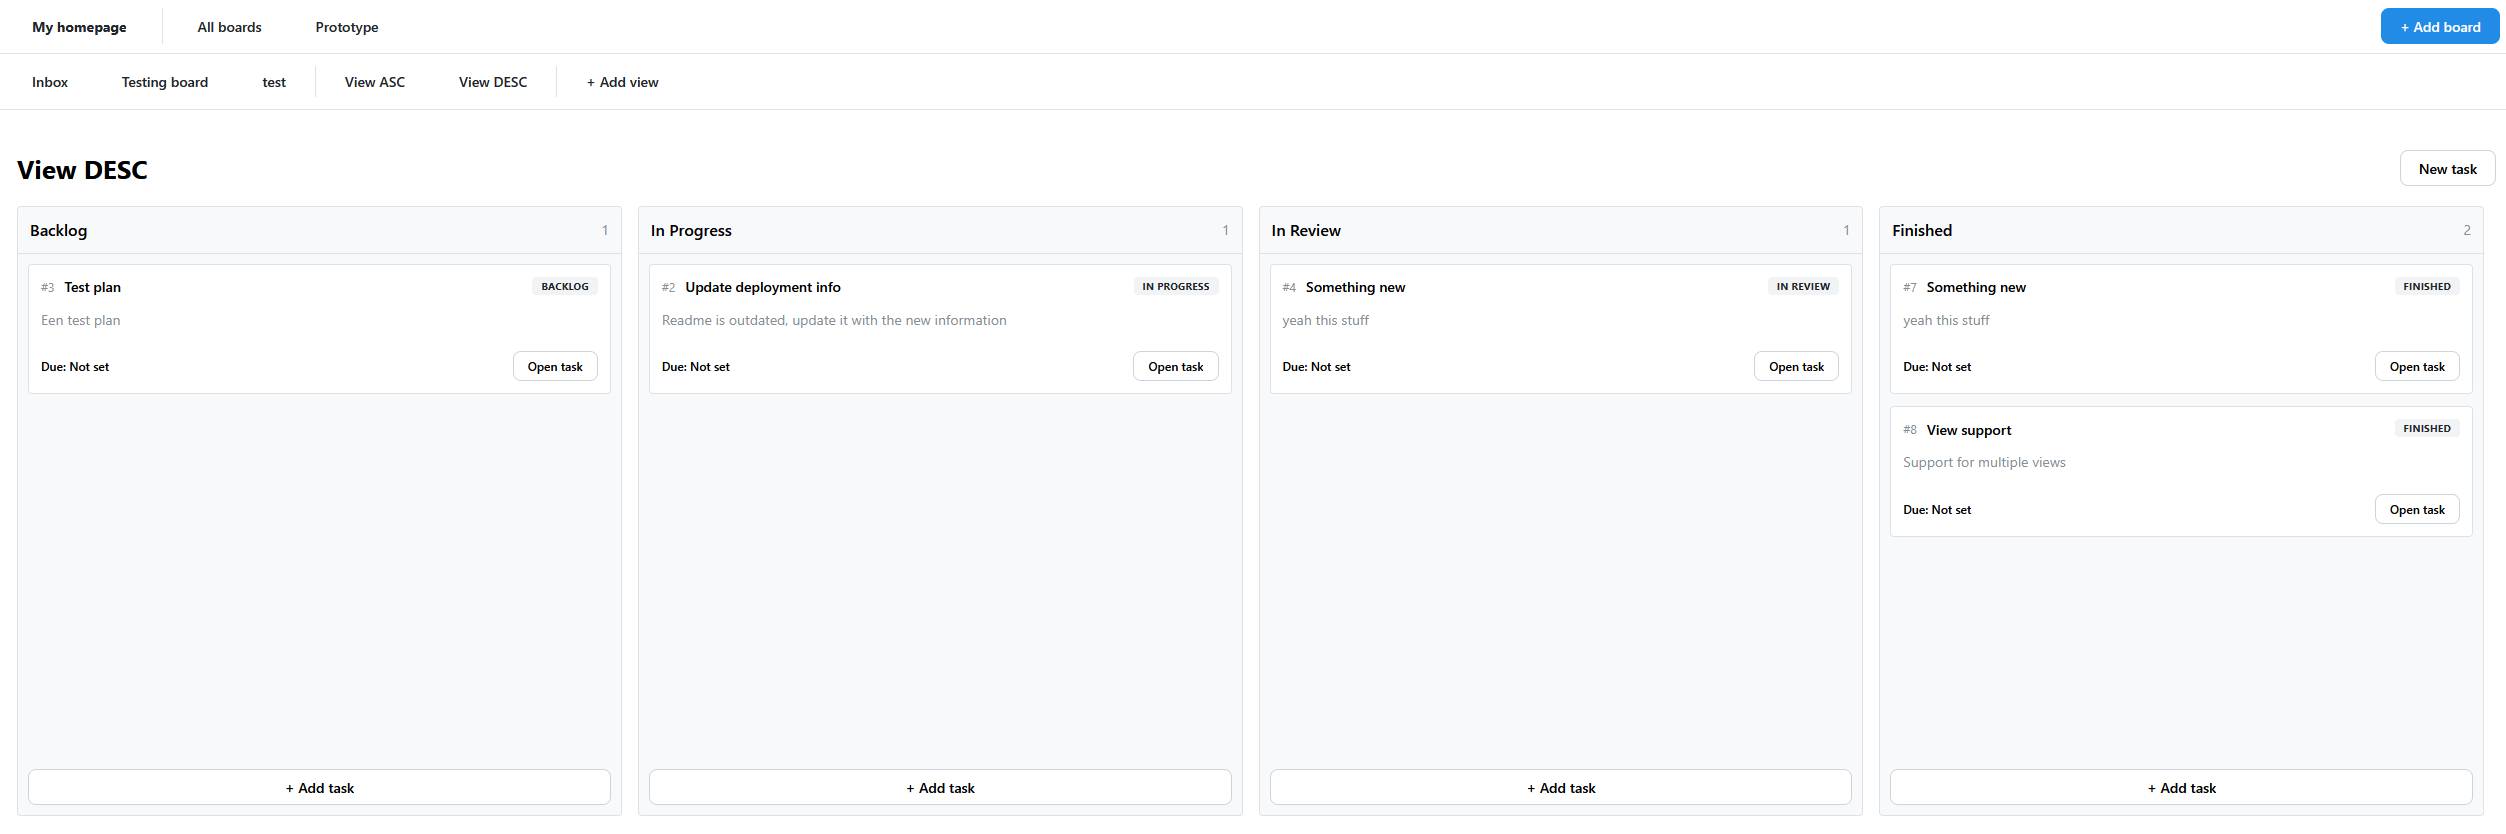 My homepage All boards Prototype + Add board
Inbox Testing board test View ASC View DESC + Add view
View DESC New task
Backlog 1
#3 Test plan BACKLOG
Een test plan
Due: Not set Open task
+ Add task
In Progress 1
#2 Update deployment info IN PROGRESS
Readme is outdated, update it with the new information
Due: Not set Open task
+ Add task
In Review 1
#4 Something new IN REVIEW
yeah this stuff
Due: Not set Open task
+ Add task
Finished 2
#7 Something new FINISHED
yeah this stuff
Due: Not set Open task
#8 View support FINISHED
Support for multiple views
Due: Not set Open task
+ Add task